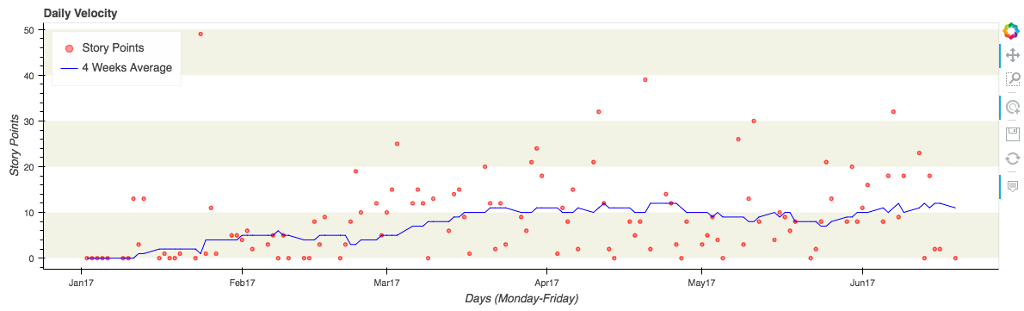 Daily Velocity
Story Points
4 Weeks Average
50
40
30
20
10
0
Story Points
Jan17
Feb17
Mar17
Apr17
May17
Jun17
Days (Monday-Friday)